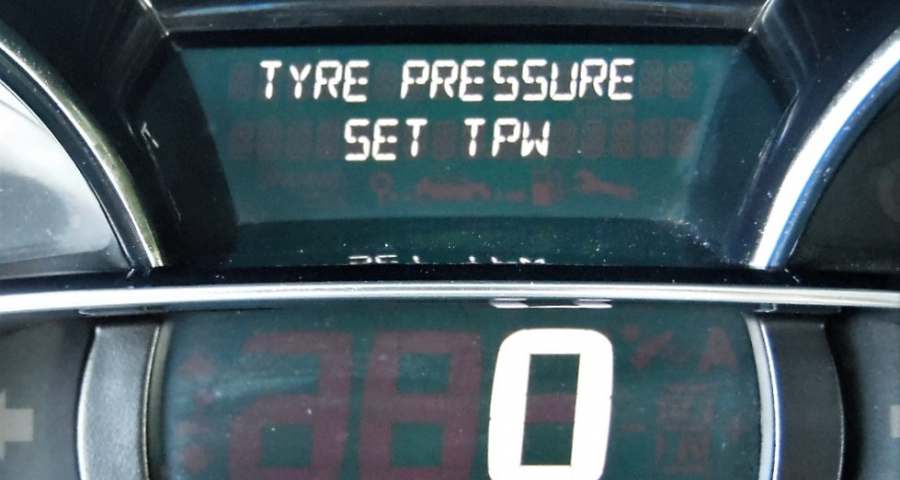 TYRE PRESSURE
SET TPW
0